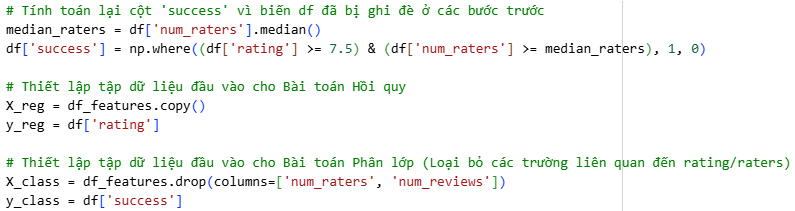 # Tính toán lại cột 'success' vì biến df đã bị ghi đè ở các bước trước
median_raters = df['num_raters'].median()
df['success'] = np.where((df['rating'] >= 7.5) & (df['num_raters'] >= median_raters), 1, 0)
# Thiết lập tập dữ liệu đầu vào cho Bài toán Hồi quy
X_reg = df_features.copy()
y_reg = df['rating']
# Thiết lập tập dữ liệu đầu vào cho Bài toán Phân lớp (Loại bỏ các trường liên quan đến rating/raters)
X_class = df_features.drop(columns=['num_raters', 'num_reviews'])
y_class = df['success']